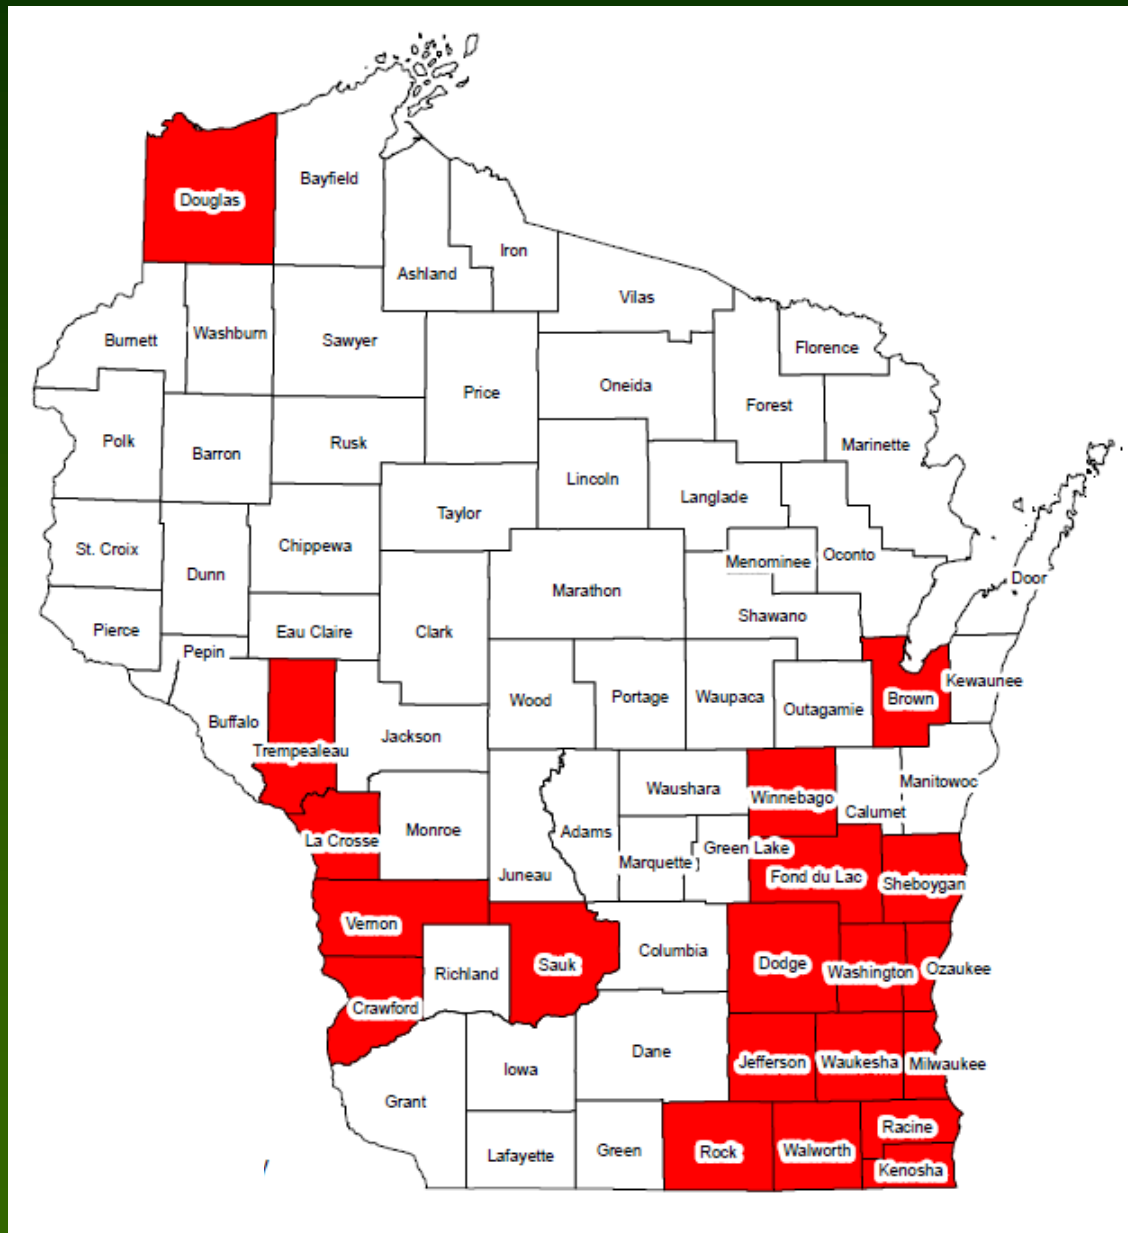 Bayfield
Douglas
Iron
Ashland
Vilas
Burnett
Washburn
Sawyer
Florence
Price
Oneida
Forest
Polk
Barron
Rusk
Marinette
Lincoln
Langlade
Taylor
St. Croix
Chippewa
Menominee
Oconto
Dunn
Marathon
Door
Shawano
Pierce
Eau Claire
Clark
Pepin
Wood
Portage
Waupaca
Outagamie
Brown
Kewaunee
Buffalo
Trempealeau
Jackson
Waushara
Winnebago
Manitowoc
Calumet
La Crosse
Monroe
Adams
Green Lake
Marquette
Juneau
Fond du Lac
Sheboygan
Vernon
Columbia
Richland
Sauk
Dodge
Washington
Ozaukee
Crawford
Dane
Jefferson
Waukesha
Milwaukee
Iowa
Grant
Lafayette
Green
Rock
Walworth
Racine
Kenosha